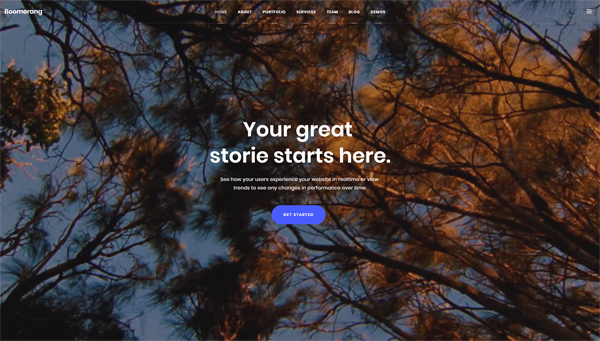 Boomerang
HOME ABOUT PORTFOLIO SERVICES TEAM BLOG DEMOS
Your great
storie starts here.
See how your users experience your website in realtime or view
trends to see any changes in performance over time.
GET STARTED